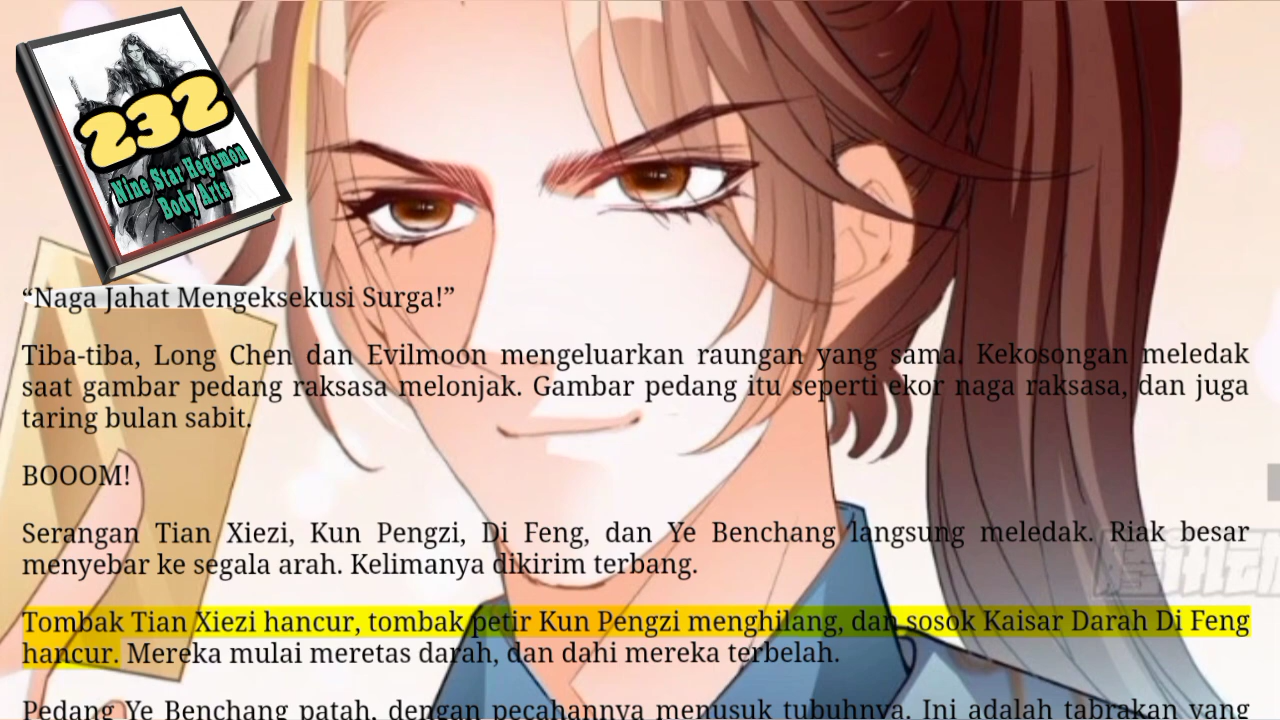 232
Nine Star Hegemon
Body Arts
“Naga Jahat Mengeksekusi Surga!”
Tiba-tiba, Long Chen dan Evilmoon mengeluarkan raungan yang sama. Kekosongan meledak
saat gambar pedang raksasa melonjak. Gambar pedang itu seperti ekor naga raksasa, dan juga
taring bulan sabit.
BOOOM!
Serangan Tian Xiezi, Kun Pengzi, Di Feng, dan Ye Benchang langsung meledak. Riak besar
menyebar ke segala arah. Kelimanya dikirim terbang.
Tombak Tian Xiezi hancur, tombak petir Kun Pengzi menghilang, dan sosok Kaisar Darah Di Feng
hancur. Mereka mulai meretas darah, dan dahi mereka terbelah.
Pedang Ye Benchang patah, dengan pecahannya menusuk tubuhnya. Ini adalah tabrakan yang